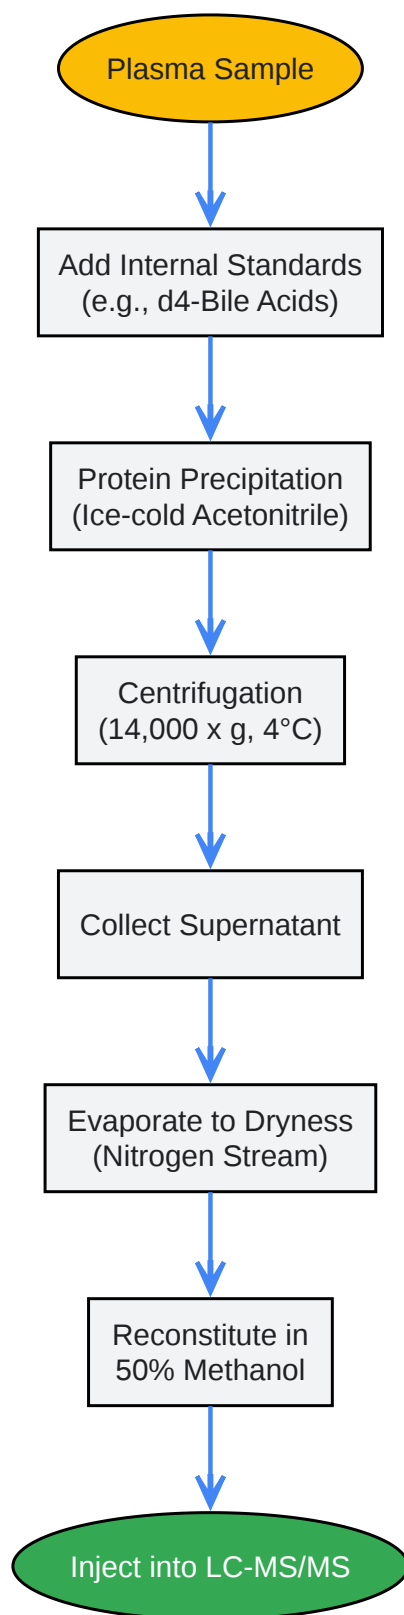 Plasma Sample
Add Internal Standards
(e.g., d4-Bile Acids)
Protein Precipitation
(Ice-cold Acetonitrile)
Centrifugation
(14,000 x g, 4°C)
Collect Supernatant
Evaporate to Dryness
(Nitrogen Stream)
Reconstitute in
50% Methanol
Inject into LC-MS/MS